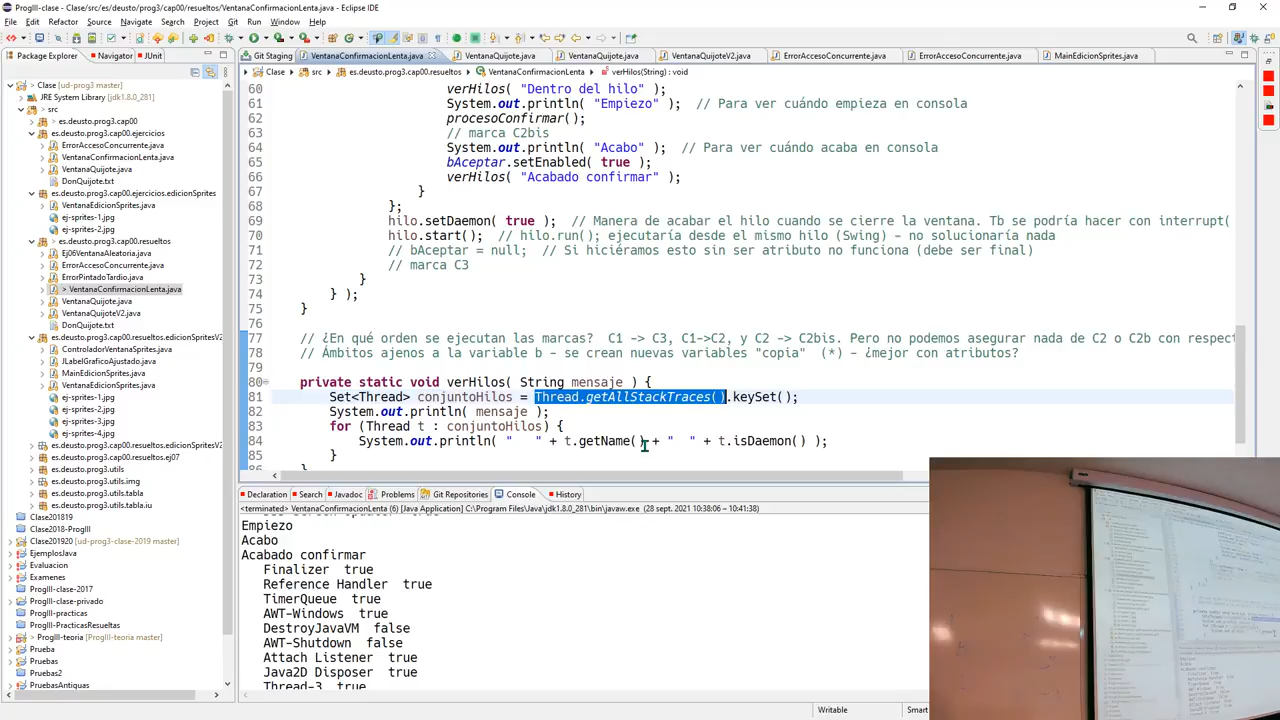 ProgIII-clase - Clase/src/es/deusto/prog3/cap00/resueltos/VentanaConfirmacionLenta.java - Eclipse IDE
File Edit Refactor Source Navigate Search Project Git Run Window Help
Package Explorer Navigator JUnit
Git Staging VentanaConfirmacionLenta.java VentanaQuijote.java VentanaQuijote.java VentanaQuijoteV2.java ErrorAccesoConcurrente.java ErrorAccesoConcurrente.java MainEdicionSprites.java
Clase src es.deusto.prog3.cap00.resueltos VentanaConfirmacionLenta verHilos(String) : void
Clase [ud-prog3 master]
JRE System Library [jdk1.8.0_281]
src
es.deusto.prog3.cap00
es.deusto.prog3.cap00.ejercicios
ErrorAccesoConcurrente.java
VentanaConfirmacionLenta.java
VentanaQuijote.java
DonQuijote.txt
es.deusto.prog3.cap00.ejercicios.edicionSprites
VentanaEdicionSprites.java
ej-sprites-1.jpg
ej-sprites-2.jpg
es.deusto.prog3.cap00.resueltos
Ej06VentanaAleatoria.java
ErrorAccesoConcurrente.java
ErrorPintadoTardio.java
> VentanaConfirmacionLenta.java
VentanaQuijote.java
VentanaQuijoteV2.java
DonQuijote.txt
es.deusto.prog3.cap00.resueltos.edicionSpritesV2
ControladorVentanaSprites.java
JLabelGraficoAjustado.java
MainEdicionSprites.java
VentanaEdicionSprites.java
ej-sprites-1.jpg
ej-sprites-2.jpg
ej-sprites-3.jpg
ej-sprites-4.jpg
es.deusto.prog3.cap00.resueltos.ej07
es.deusto.prog3.utils
es.deusto.prog3.utils.img
es.deusto.prog3.utils.tabla
es.deusto.prog3.utils.tabla.iu
Clase201819
Clase2018-ProgIII
Clase201920 [ud-prog3-clase-2019 master]
EjemplosJava
Evaluacion
Examenes
ProgIII-clase-2017
ProgIII-clase-privado
ProgIII-practicas
ProgIII-PracticasResueltas
> ProgIII-teoria [ProgIII-teoria master]
Prueba
Pruebas
Pruebas2
PruebasAntiguas
60 verHilos( "Dentro del hilo" );
61 System.out.println( "Empiezo" ); // Para ver cuándo empieza en consola
62 procesoConfirmar();
63 // marca C2bis
64 System.out.println( "Acabo" ); // Para ver cuándo acaba en consola
65 bAceptar.setEnabled( true );
66 verHilos( "Acabado confirmar" );
67 }
68 };
69 hilo.setDaemon( true ); // Manera de acabar el hilo cuando se cierre la ventana. Tb se podría hacer con interrupt(
70 hilo.start(); // hilo.run(); ejecutaría desde el mismo hilo (Swing) - no solucionaría nada
71 // bAceptar = null; // Si hiciéramos esto sin ser atributo no funciona (debe ser final)
72 // marca C3
73 }
74 } );
75 }
76
77 // ¿En qué orden se ejecutan las marcas? C1 -> C3, C1->C2, y C2 -> C2bis. Pero no podemos asegurar nada de C2 o C2b con respect
78 // Ámbitos ajenos a la variable b - se crean nuevas variables "copia" (*) - ¿mejor con atributos?
79
80 private static void verHilos( String mensaje ) {
81 Set<Thread> conjuntoHilos = Thread.getAllStackTraces().keySet();
82 System.out.println( mensaje );
83 for (Thread t : conjuntoHilos) {
84 System.out.println( "   " + t.getName() + "  " + t.isDaemon() );
85 }
86 }
Declaration Search Javadoc Problems Git Repositories Console History
<terminated> VentanaConfirmacionLenta (6) [Java Application] C:\Program Files\Java\jdk1.8.0_281\bin\javaw.exe (28 sept. 2021 10:38:06 – 10:41:38)
Empiezo
Acabo
Acabado confirmar
Finalizer true
Reference Handler true
TimerQueue true
AWT-Windows true
DestroyJavaVM false
AWT-Shutdown false
Attach Listener true
Java2D Disposer true
Thread-3 true
Writable Smart